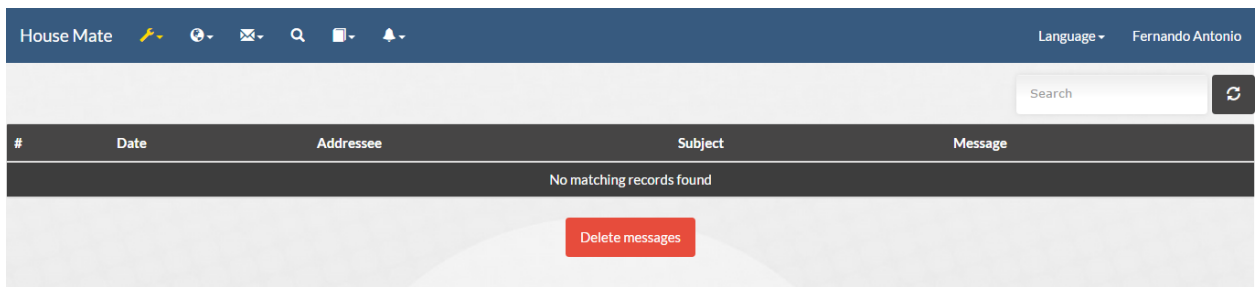 House Mate Language Fernando Antonio
Search
# Date Addressee Subject Message
No matching records found
Delete messages